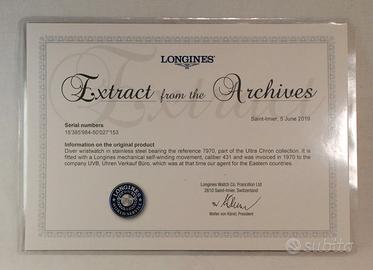 LONGINES
Extract from the Archives
Saint-Imier, 5 June 2019
Serial numbers
15'385'984-50'027'153
Information on the original product
Diver wristwatch in stainless steel bearing the reference 7970, part of the Ultra Chron collection. It is
fitted with a Longines mechanical self-winding movement, caliber 431 and was invoiced in 1970 to the
company UVB, Uhren Verkauf Büro, which was at that time our agent for the Eastern countries.
Longines Watch Co. Francillon Ltd
2610 Saint-Imier, Switzerland
Walter von Känel, President
LONGINES
WORLD SERVICE
subito